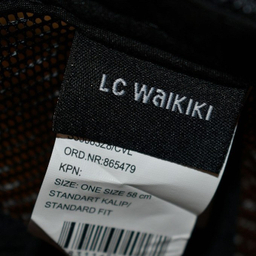 LC WAIKIKI
ORD.NR:865479
KPN:
SIZE: ONE SIZE 58 cm
STANDART KALIP/
STANDARD FIT